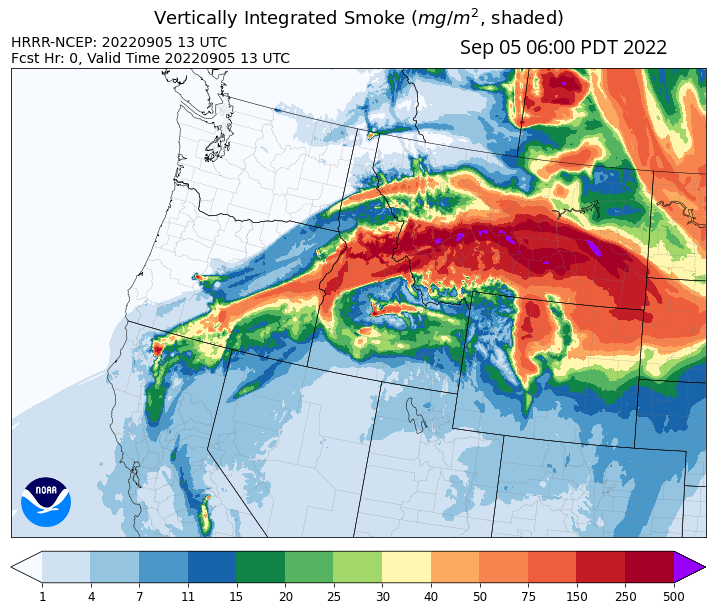 Vertically Integrated Smoke (mg/m², shaded)
HRRR-NCEP: 20220905 13 UTC
Fcst Hr: 0, Valid Time 20220905 13 UTC
Sep 05 06:00 PDT 2022
NOAA
1 4 7 11 15 20 25 30 40 50 75 150 250 500